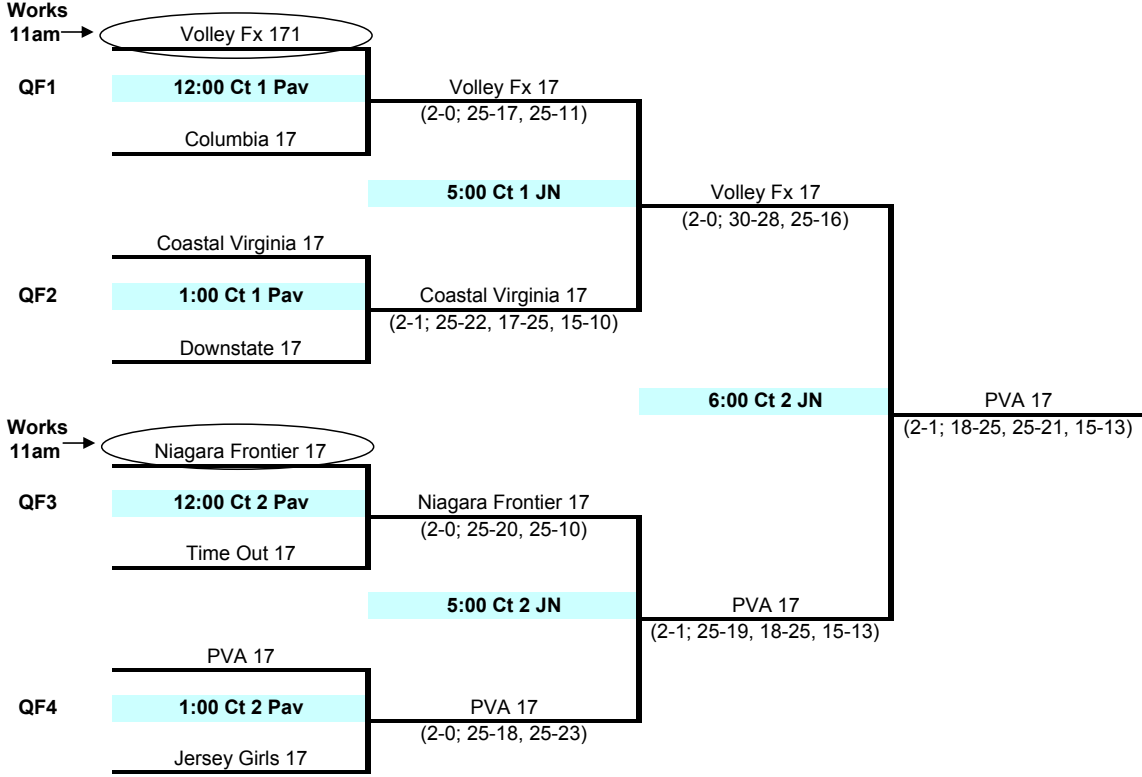 Works
11am
Volley Fx 171
QF1
12:00 Ct 1 Pav
Volley Fx 17
(2-0; 25-17, 25-11)
Columbia 17
5:00 Ct 1 JN
Volley Fx 17
(2-0; 30-28, 25-16)
Coastal Virginia 17
QF2
1:00 Ct 1 Pav
Coastal Virginia 17
(2-1; 25-22, 17-25, 15-10)
Downstate 17
6:00 Ct 2 JN
PVA 17
(2-1; 18-25, 25-21, 15-13)
Works
11am
Niagara Frontier 17
QF3
12:00 Ct 2 Pav
Niagara Frontier 17
(2-0; 25-20, 25-10)
Time Out 17
5:00 Ct 2 JN
PVA 17
(2-1; 25-19, 18-25, 15-13)
PVA 17
QF4
1:00 Ct 2 Pav
PVA 17
(2-0; 25-18, 25-23)
Jersey Girls 17